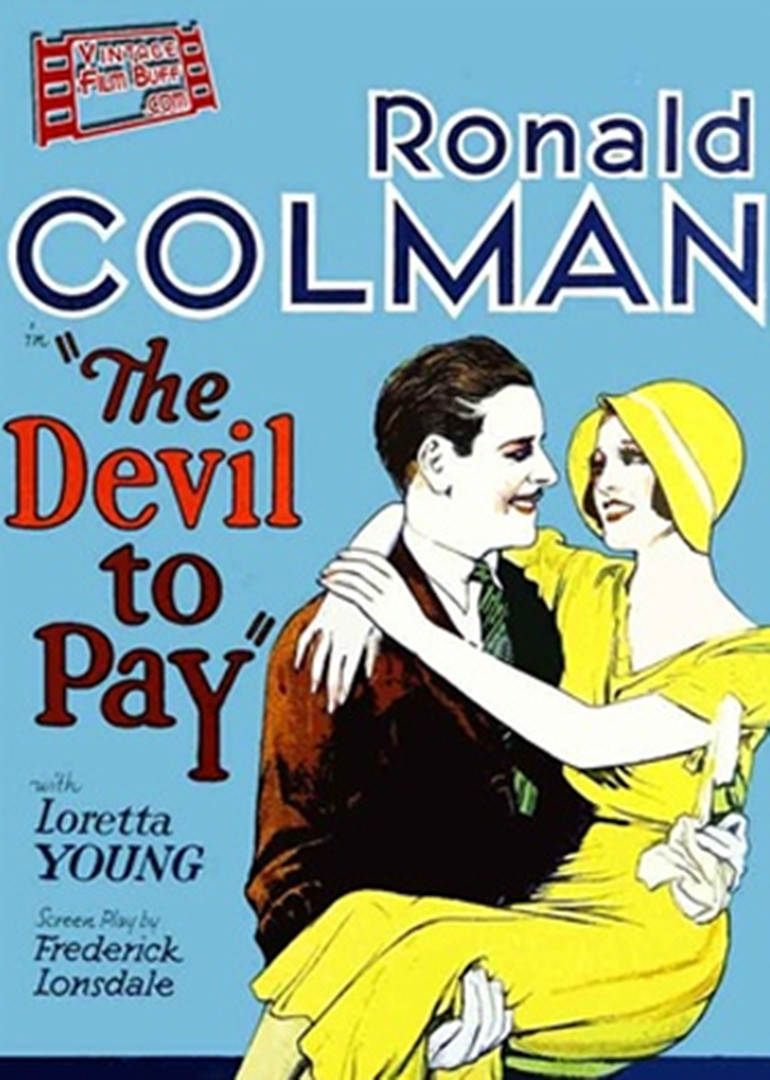 VINTAGE
FILM BUFF
.COM
Ronald
COLMAN
in "The
Devil
to
Pay"
with
Loretta
YOUNG
Screen Play by
Frederick
Lonsdale